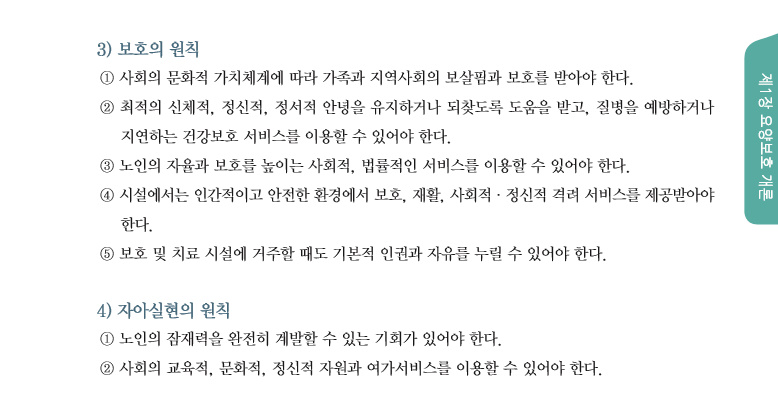 3) 보호의 원칙
① 사회의 문화적 가치체계에 따라 가족과 지역사회의 보살핌과 보호를 받아야 한다.
② 최적의 신체적, 정신적, 정서적 안녕을 유지하거나 되찾도록 도움을 받고, 질병을 예방하거나
지연하는 건강보호 서비스를 이용할 수 있어야 한다.
③ 노인의 자율과 보호를 높이는 사회적, 법률적인 서비스를 이용할 수 있어야 한다.
④ 시설에서는 인간적이고 안전한 환경에서 보호, 재활, 사회적 · 정신적 격려 서비스를 제공받아야
한다.
⑤ 보호 및 치료 시설에 거주할 때도 기본적 인권과 자유를 누릴 수 있어야 한다.
4) 자아실현의 원칙
① 노인의 잠재력을 완전히 계발할 수 있는 기회가 있어야 한다.
② 사회의 교육적, 문화적, 정신적 자원과 여가서비스를 이용할 수 있어야 한다.
제1장 요양보호 개론